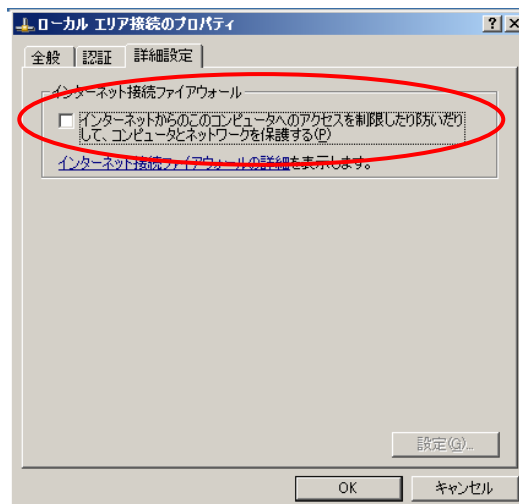 ローカル エリア接続のプロパティ
全般 認証 詳細設定
インターネット接続ファイアウォール
インターネットからのこのコンピュータへのアクセスを制限したり防いだり
して、コンピュータとネットワークを保護する(P)
インターネット接続ファイアウォールの詳細を表示します。
設定(G)...
OK キャンセル